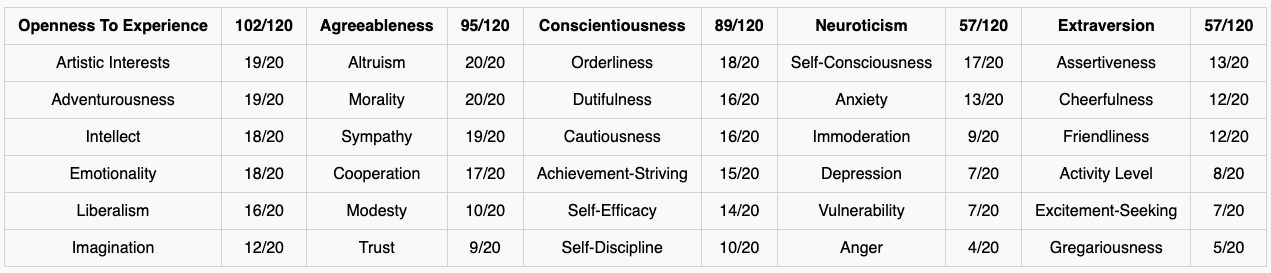 Openness To Experience 102/120 Agreeableness 95/120 Conscientiousness 89/120 Neuroticism 57/120 Extraversion 57/120
Artistic Interests 19/20 Altruism 20/20 Orderliness 18/20 Self-Consciousness 17/20 Assertiveness 13/20
Adventurousness 19/20 Morality 20/20 Dutifulness 16/20 Anxiety 13/20 Cheerfulness 12/20
Intellect 18/20 Sympathy 19/20 Cautiousness 16/20 Immoderation 9/20 Friendliness 12/20
Emotionality 18/20 Cooperation 17/20 Achievement-Striving 15/20 Depression 7/20 Activity Level 8/20
Liberalism 16/20 Modesty 10/20 Self-Efficacy 14/20 Vulnerability 7/20 Excitement-Seeking 7/20
Imagination 12/20 Trust 9/20 Self-Discipline 10/20 Anger 4/20 Gregariousness 5/20